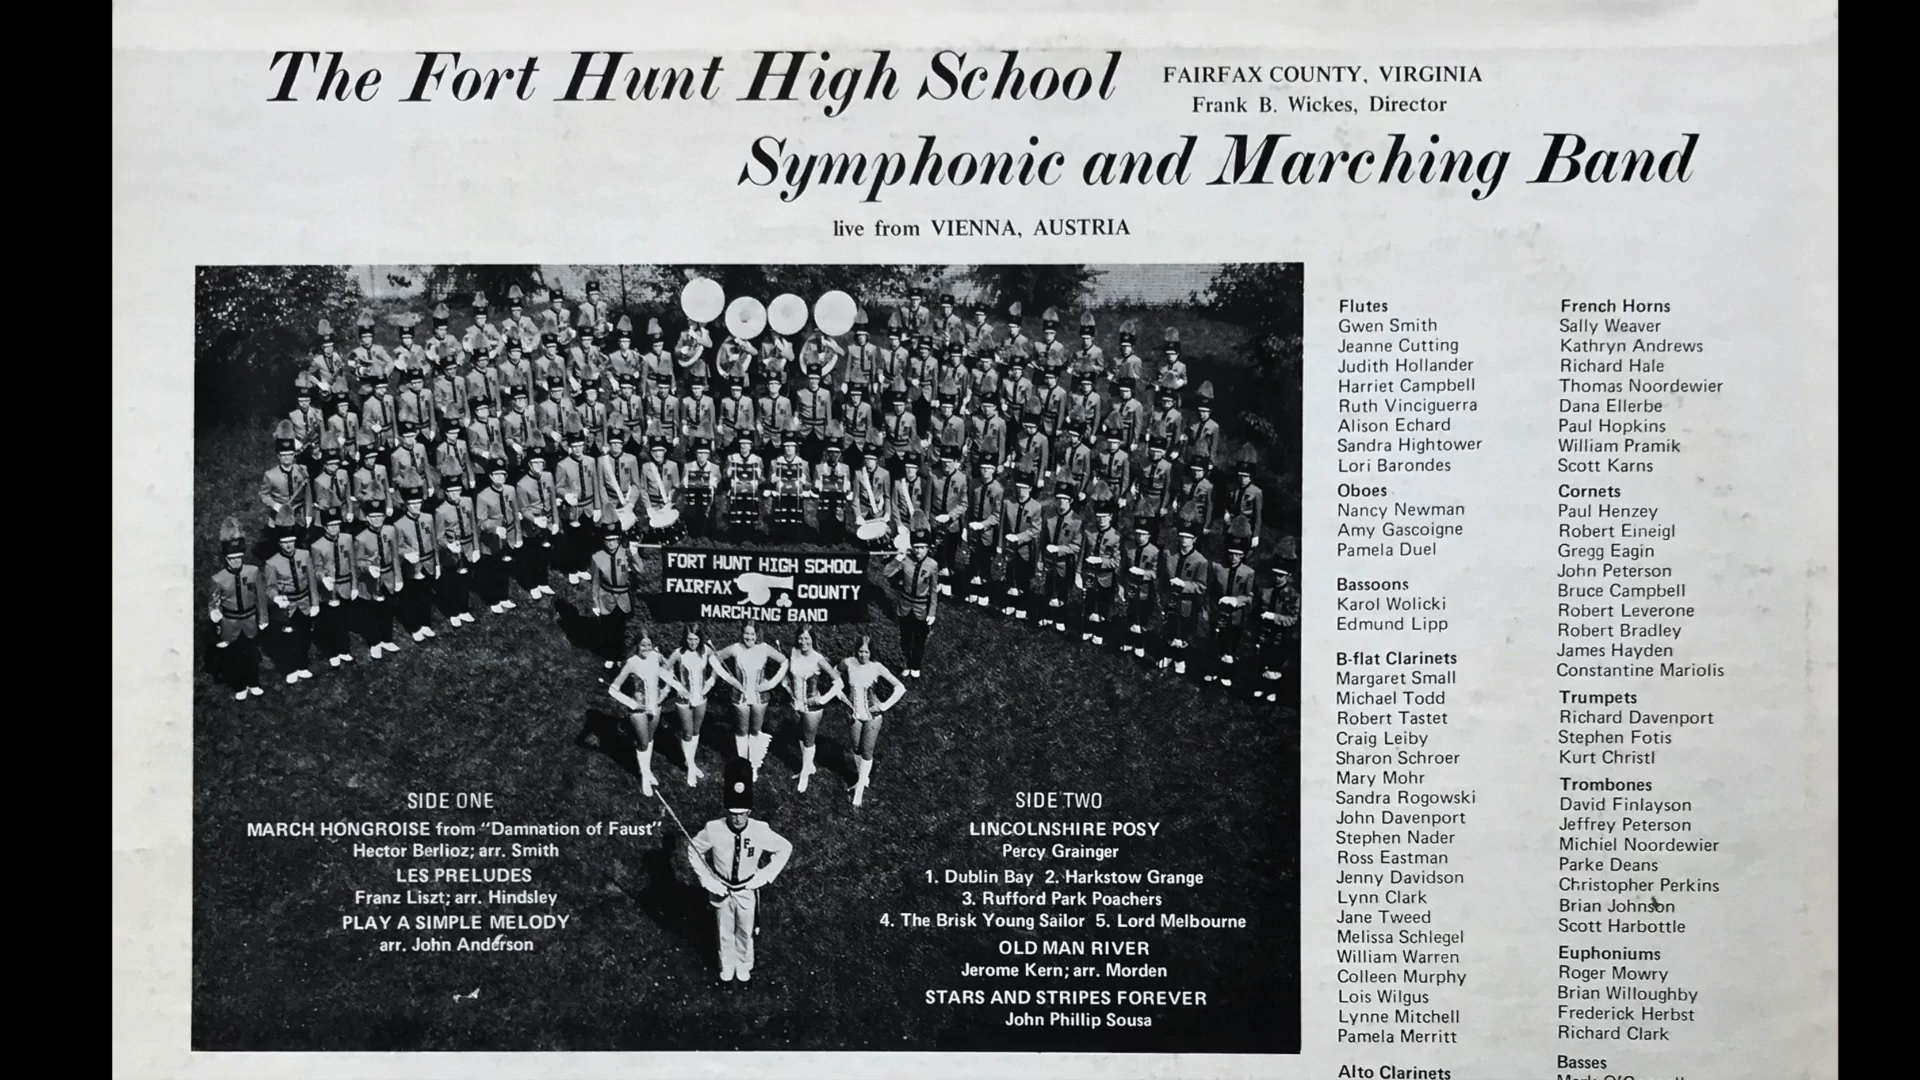 The Fort Hunt High School
FAIRFAX COUNTY, VIRGINIA
Frank B. Wickes, Director
Symphonic and Marching Band
live from VIENNA, AUSTRIA
FORT HUNT HIGH SCHOOL
FAIRFAX COUNTY
MARCHING BAND
FH
SIDE ONE
MARCH HONGROISE from "Damnation of Faust"
Hector Berlioz; arr. Smith
LES PRELUDES
Franz Liszt; arr. Hindsley
PLAY A SIMPLE MELODY
arr. John Anderson
SIDE TWO
LINCOLNSHIRE POSY
Percy Grainger
1. Dublin Bay 2. Harkstow Grange
3. Rufford Park Poachers
4. The Brisk Young Sailor 5. Lord Melbourne
OLD MAN RIVER
Jerome Kern; arr. Morden
STARS AND STRIPES FOREVER
John Phillip Sousa
Flutes
Gwen Smith
Jeanne Cutting
Judith Hollander
Harriet Campbell
Ruth Vinciguerra
Alison Echard
Sandra Hightower
Lori Barondes
Oboes
Nancy Newman
Amy Gascoigne
Pamela Duel
Bassoons
Karol Wolicki
Edmund Lipp
B-flat Clarinets
Margaret Small
Michael Todd
Robert Tastet
Craig Leiby
Sharon Schroer
Mary Mohr
Sandra Rogowski
John Davenport
Stephen Nader
Ross Eastman
Jenny Davidson
Lynn Clark
Jane Tweed
Melissa Schlegel
William Warren
Colleen Murphy
Lois Wilgus
Lynne Mitchell
Pamela Merritt
Alto Clarinets
French Horns
Sally Weaver
Kathryn Andrews
Richard Hale
Thomas Noordewier
Dana Ellerbe
Paul Hopkins
William Pramik
Scott Karns
Cornets
Paul Henzey
Robert Eineigl
Gregg Eagin
John Peterson
Bruce Campbell
Robert Leverone
Robert Bradley
James Hayden
Constantine Mariolis
Trumpets
Richard Davenport
Stephen Fotis
Kurt Christl
Trombones
David Finlayson
Jeffrey Peterson
Michiel Noordewier
Parke Deans
Christopher Perkins
Brian Johnson
Scott Harbottle
Euphoniums
Roger Mowry
Brian Willoughby
Frederick Herbst
Richard Clark
Basses